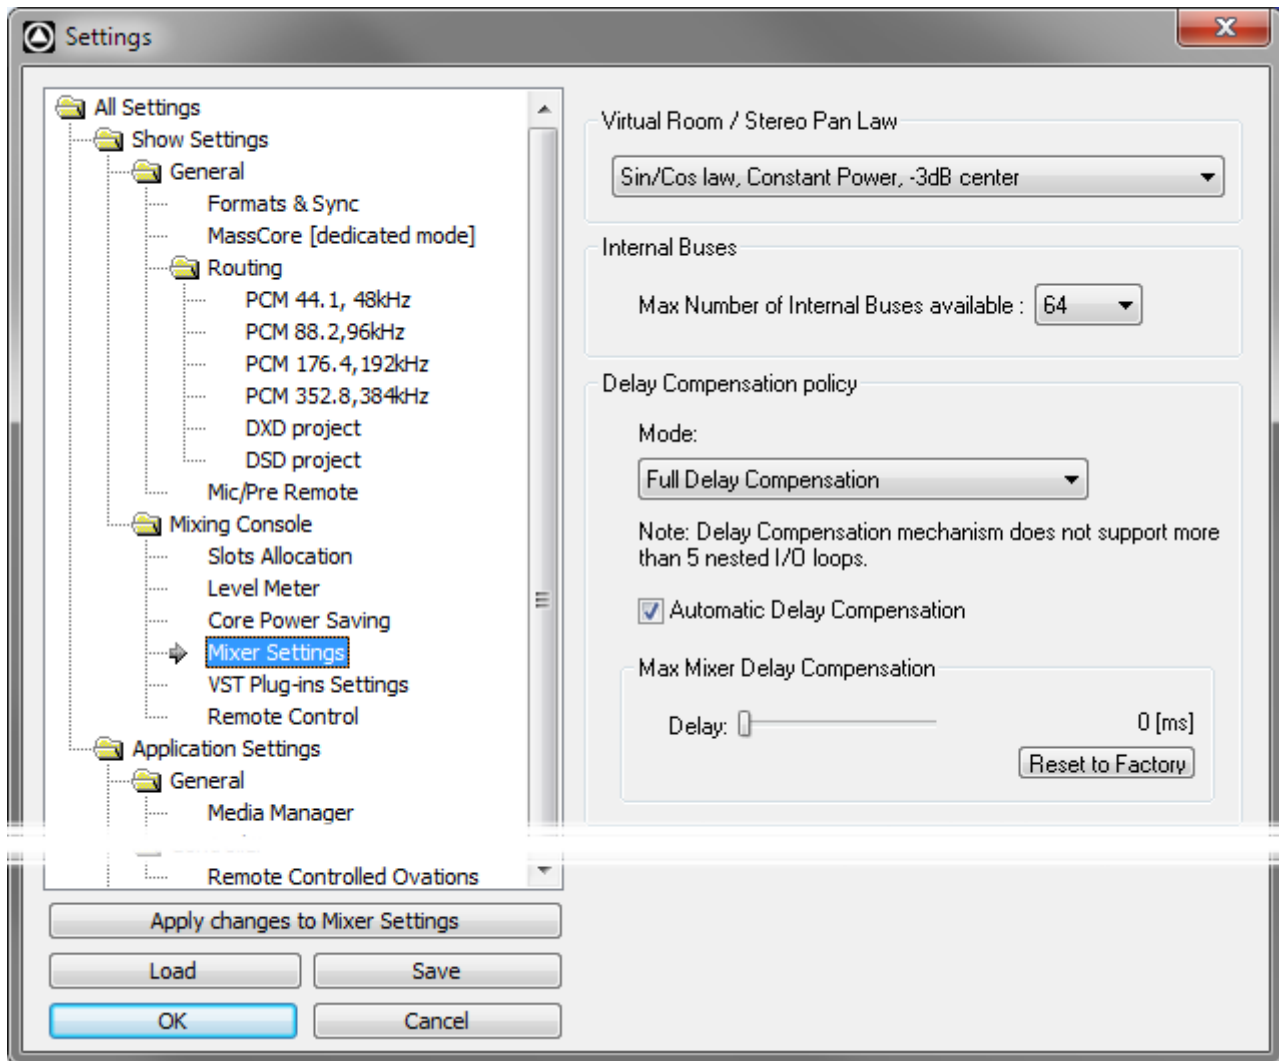 Settings
All Settings
Show Settings
General
Formats & Sync
MassCore [dedicated mode]
Routing
PCM 44.1, 48kHz
PCM 88.2,96kHz
PCM 176.4,192kHz
PCM 352.8,384kHz
DXD project
DSD project
Mic/Pre Remote
Mixing Console
Slots Allocation
Level Meter
Core Power Saving
Mixer Settings
VST Plug-ins Settings
Remote Control
Application Settings
General
Media Manager
Remote Controlled Ovations
Apply changes to Mixer Settings
Load
Save
OK
Cancel
Virtual Room / Stereo Pan Law
Sin/Cos law, Constant Power, -3dB center
Internal Buses
Max Number of Internal Buses available : 64
Delay Compensation policy
Mode:
Full Delay Compensation
Note: Delay Compensation mechanism does not support more
than 5 nested I/O loops.
Automatic Delay Compensation
Max Mixer Delay Compensation
Delay: 0 [ms]
Reset to Factory